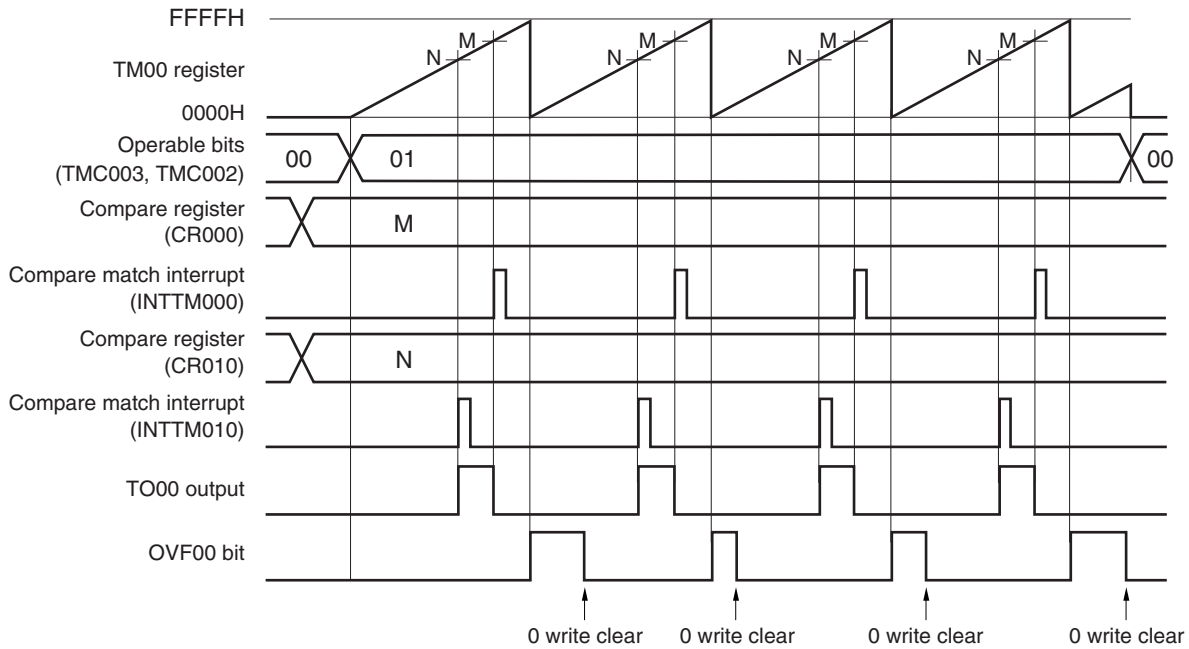 FFFFH
M M M M
N N N N
TM00 register
0000H
Operable bits
(TMC003, TMC002)
00 01 00
Compare register
(CR000)
M
Compare match interrupt
(INTTM000)
Compare register
(CR010)
N
Compare match interrupt
(INTTM010)
TO00 output
OVF00 bit
0 write clear 0 write clear 0 write clear 0 write clear